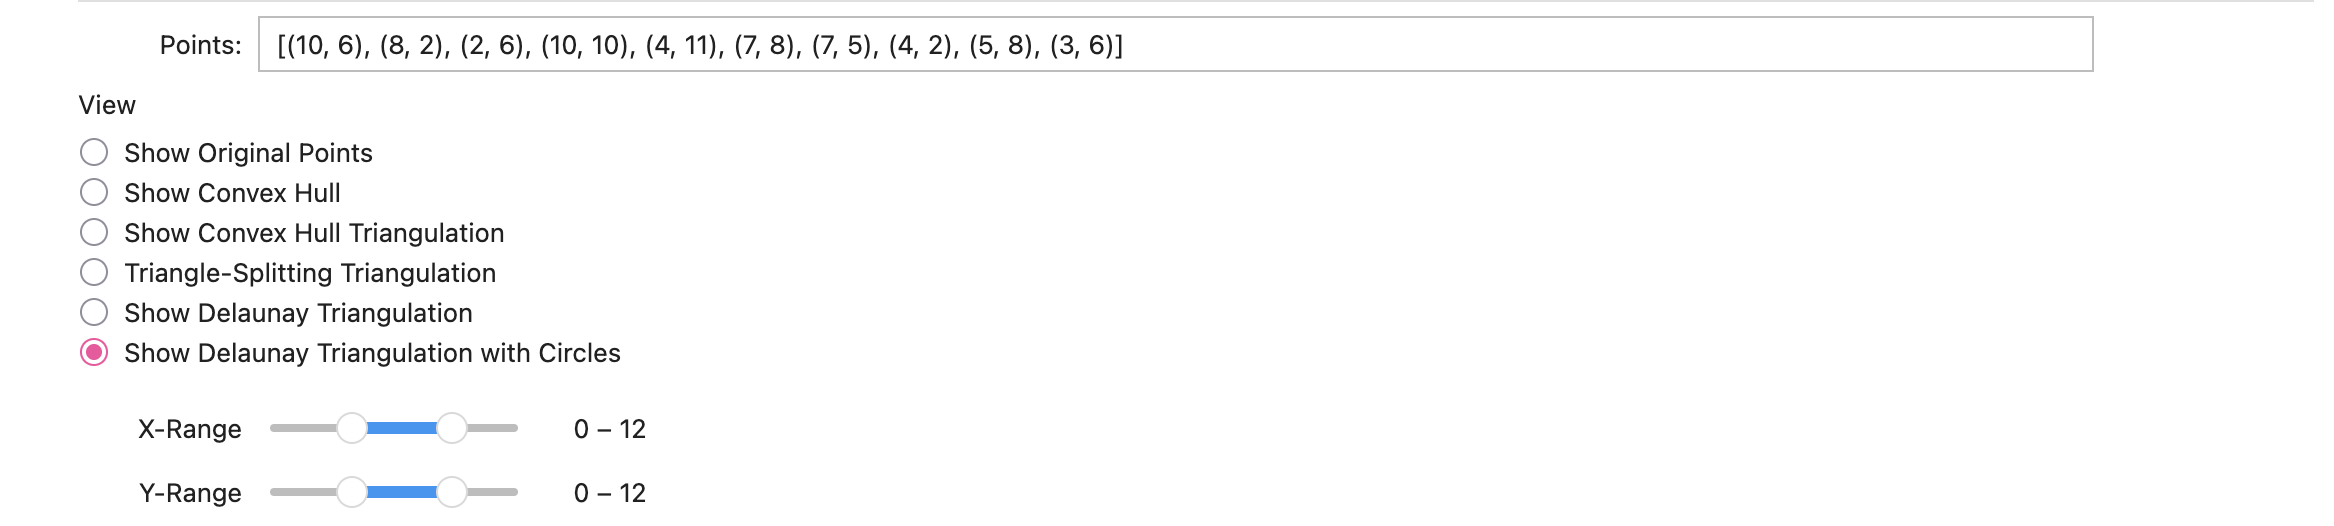 Points: [(10, 6), (8, 2), (2, 6), (10, 10), (4, 11), (7, 8), (7, 5), (4, 2), (5, 8), (3, 6)]
View
Show Original Points
Show Convex Hull
Show Convex Hull Triangulation
Triangle-Splitting Triangulation
Show Delaunay Triangulation
Show Delaunay Triangulation with Circles
X-Range 0 – 12
Y-Range 0 – 12